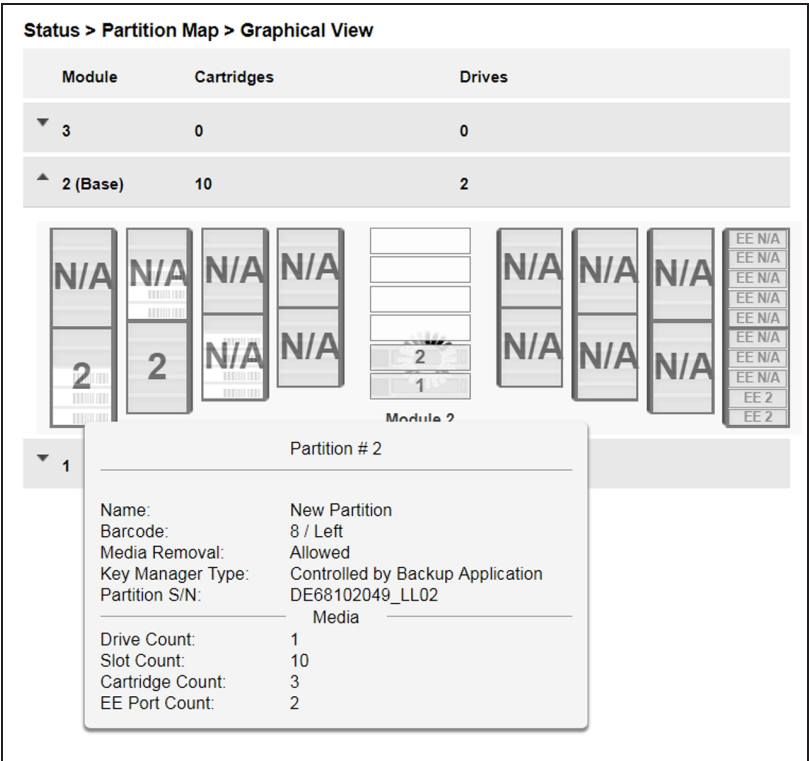 Status > Partition Map > Graphical View
Module Cartridges Drives
3 0 0
2 (Base) 10 2
N/A N/A N/A N/A N/A N/A N/A EE N/A
EE N/A
EE N/A
EE N/A
EE N/A
2 2 N/A N/A 2 N/A N/A N/A EE N/A
EE N/A
1 EE N/A
EE 2
EE 2
Module 2
1
Partition # 2
Name: New Partition
Barcode: 8 / Left
Media Removal: Allowed
Key Manager Type: Controlled by Backup Application
Partition S/N: DE68102049_LL02
Media
Drive Count: 1
Slot Count: 10
Cartridge Count: 3
EE Port Count: 2